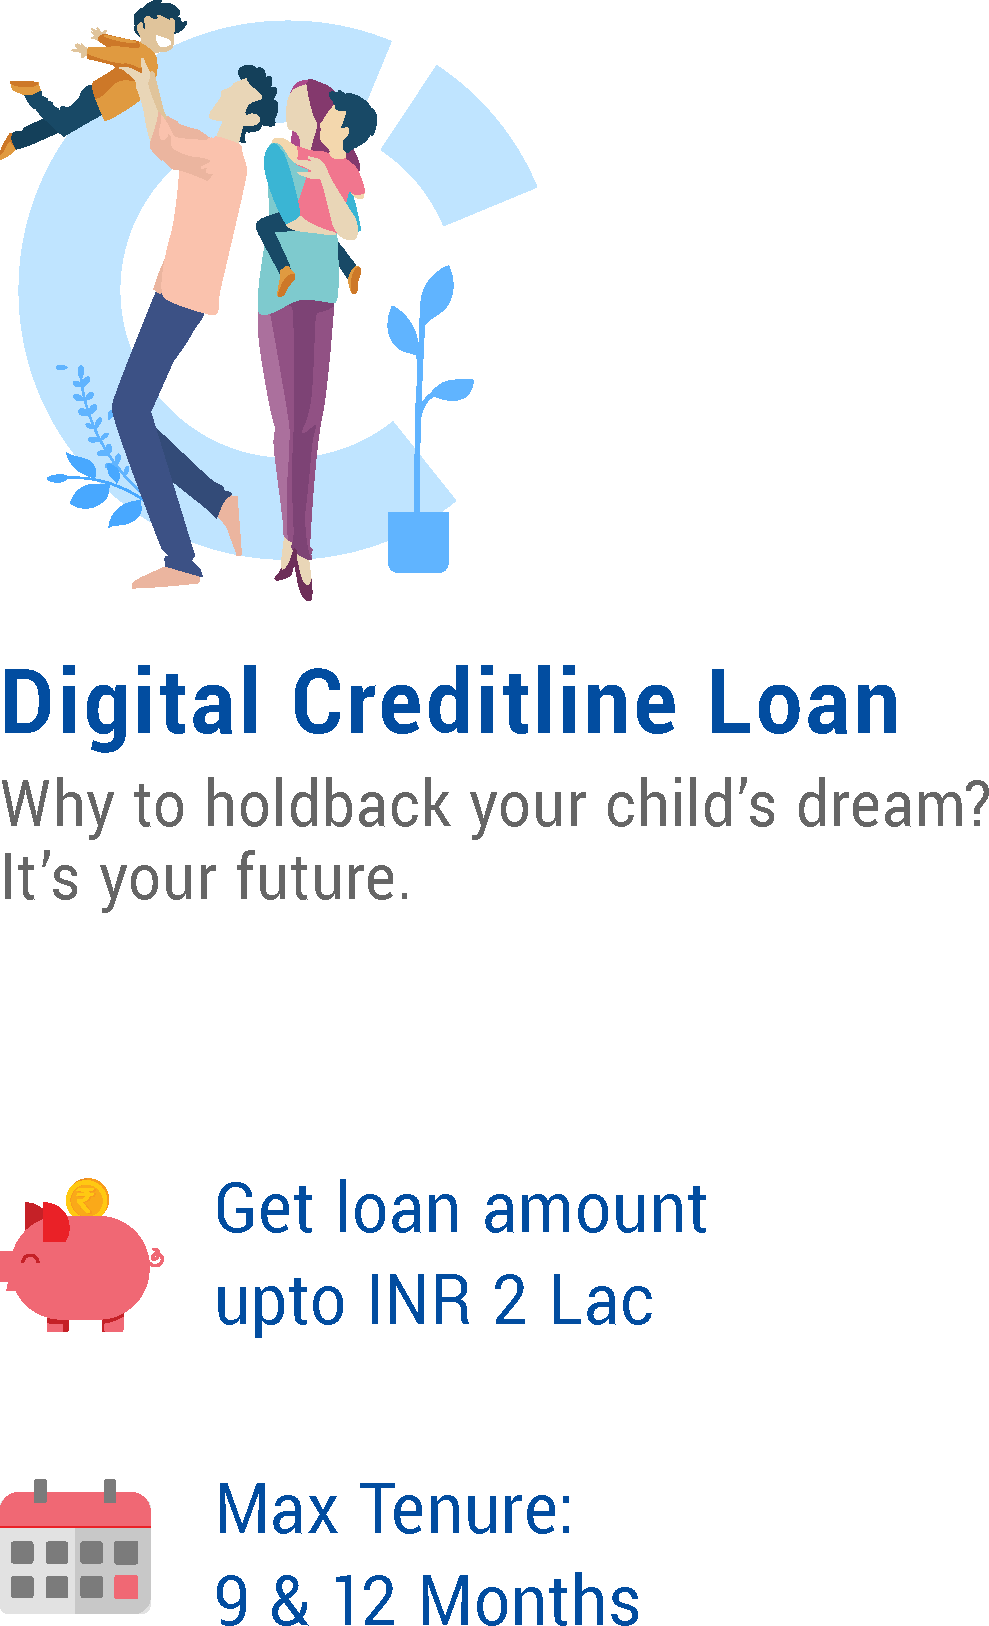 Digital Creditline Loan
Why to holdback your child’s dream?
It’s your future.
₹
Get loan amount
upto INR 2 Lac
Max Tenure:
9 & 12 Months